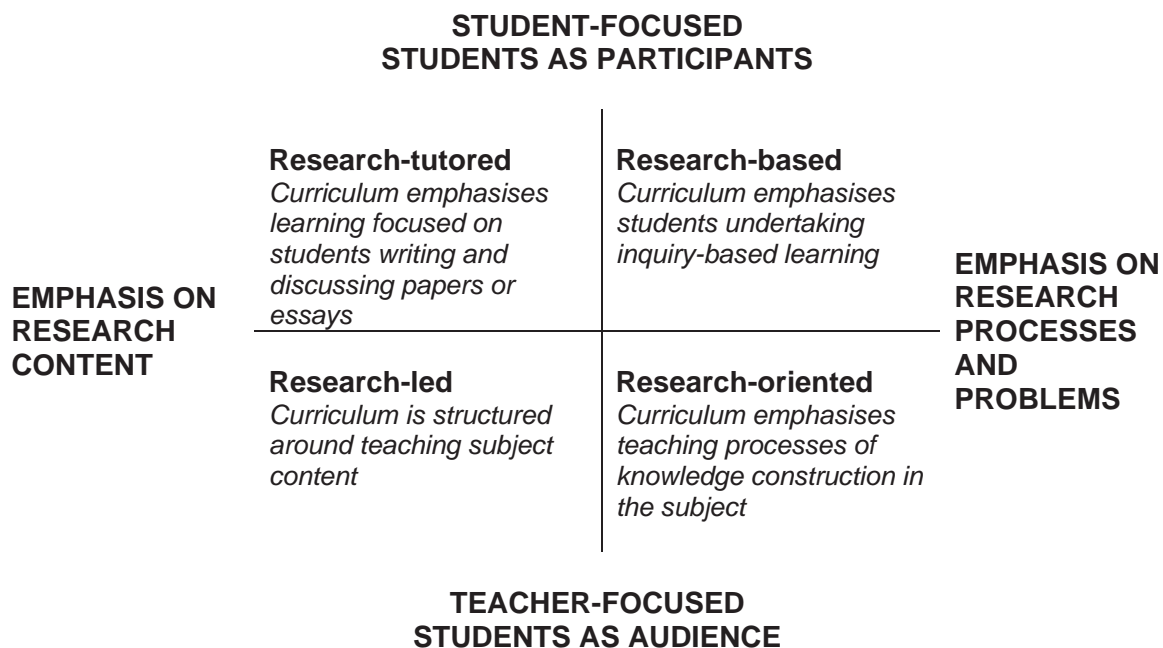 STUDENT-FOCUSED
STUDENTS AS PARTICIPANTS
Research-tutored
Curriculum emphasises
learning focused on
students writing and
discussing papers or
essays
Research-based
Curriculum emphasises
students undertaking
inquiry-based learning
EMPHASIS ON
RESEARCH
CONTENT
EMPHASIS ON
RESEARCH
PROCESSES
AND
PROBLEMS
Research-led
Curriculum is structured
around teaching subject
content
Research-oriented
Curriculum emphasises
teaching processes of
knowledge construction in
the subject
TEACHER-FOCUSED
STUDENTS AS AUDIENCE